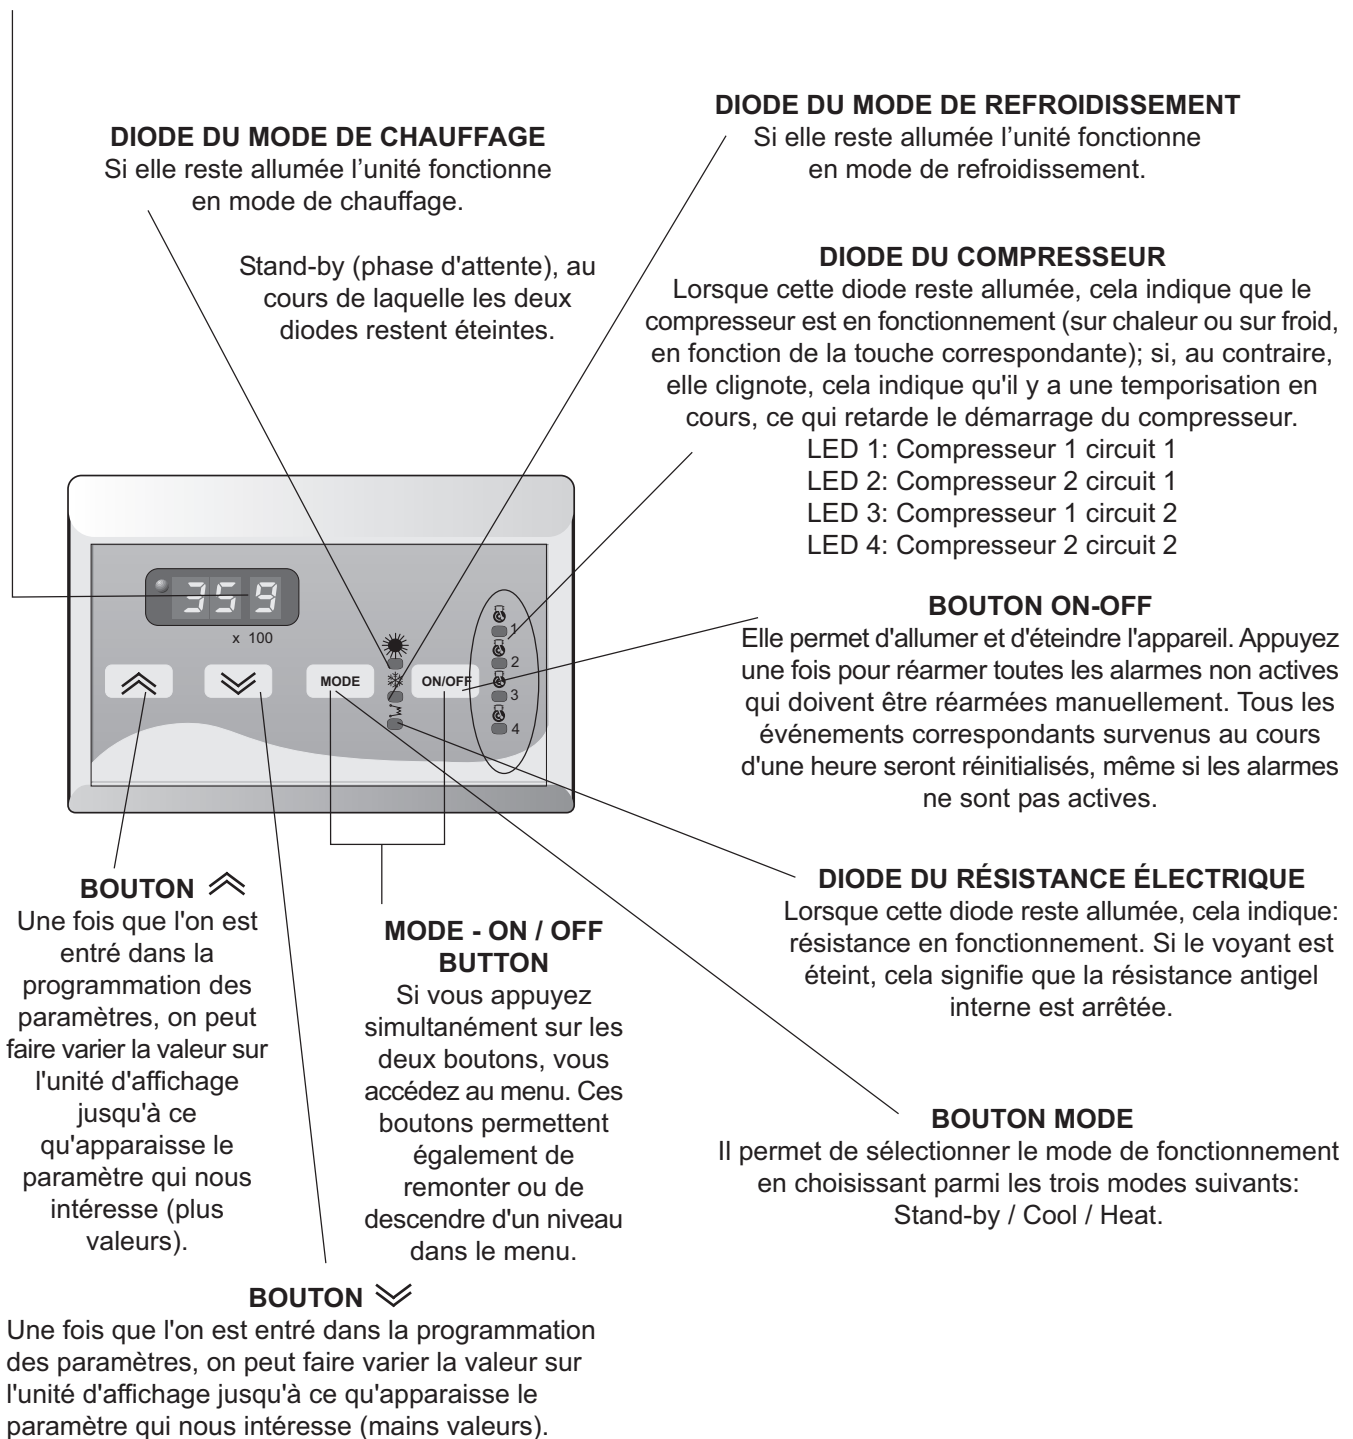 DIODE DU MODE DE CHAUFFAGE
Si elle reste allumée l’unité fonctionne
en mode de chauffage.
Stand-by (phase d'attente), au
cours de laquelle les deux
diodes restent éteintes.
DIODE DU MODE DE REFROIDISSEMENT
Si elle reste allumée l’unité fonctionne
en mode de refroidissement.
DIODE DU COMPRESSEUR
Lorsque cette diode reste allumée, cela indique que le
compresseur est en fonctionnement (sur chaleur ou sur froid,
en fonction de la touche correspondante); si, au contraire,
elle clignote, cela indique qu'il y a une temporisation en
cours, ce qui retarde le démarrage du compresseur.
LED 1: Compresseur 1 circuit 1
LED 2: Compresseur 2 circuit 1
LED 3: Compresseur 1 circuit 2
LED 4: Compresseur 2 circuit 2
359
x 100
MODE
ON/OFF
1
2
3
4
BOUTON ON-OFF
Elle permet d'allumer et d'éteindre l'appareil. Appuyez
une fois pour réarmer toutes les alarmes non actives
qui doivent être réarmées manuellement. Tous les
événements correspondants survenus au cours
d'une heure seront réinitialisés, même si les alarmes
ne sont pas actives.
DIODE DU RÉSISTANCE ÉLECTRIQUE
Lorsque cette diode reste allumée, cela indique:
résistance en fonctionnement. Si le voyant est
éteint, cela signifie que la résistance antigel
interne est arrêtée.
BOUTON
Une fois que l'on est
entré dans la
programmation des
paramètres, on peut
faire varier la valeur sur
l'unité d'affichage
jusqu'à ce
qu'apparaisse le
paramètre qui nous
intéresse (plus
valeurs).
MODE - ON / OFF
BUTTON
Si vous appuyez
simultanément sur les
deux boutons, vous
accédez au menu. Ces
boutons permettent
également de
remonter ou de
descendre d'un niveau
dans le menu.
BOUTON MODE
Il permet de sélectionner le mode de fonctionnement
en choisissant parmi les trois modes suivants:
Stand-by / Cool / Heat.
BOUTON
Une fois que l'on est entré dans la programmation
des paramètres, on peut faire varier la valeur sur
l'unité d'affichage jusqu'à ce qu'apparaisse le
paramètre qui nous intéresse (mains valeurs).